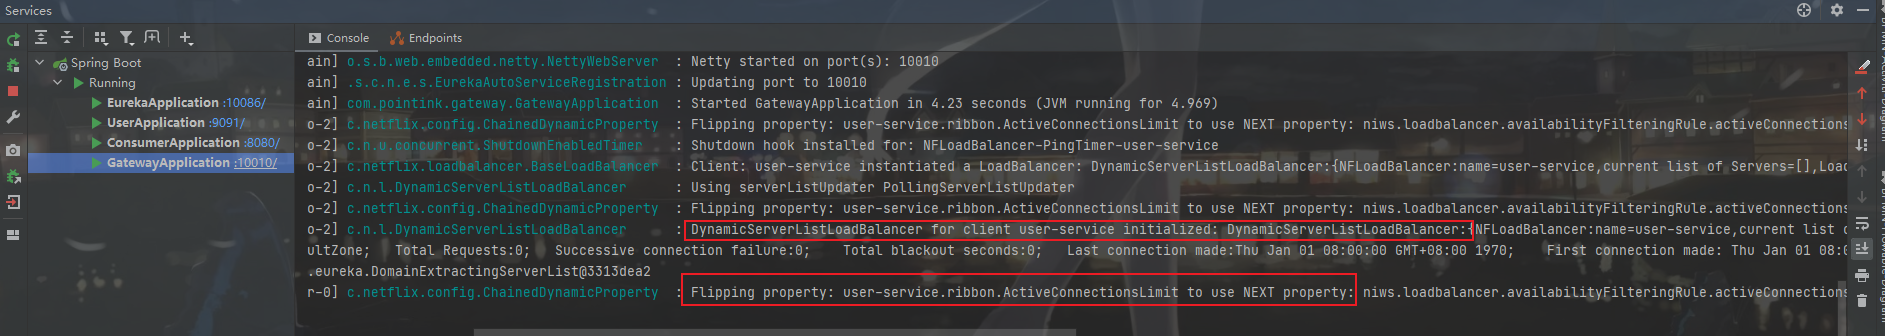 Services
Console Endpoints
Spring Boot
Running
EurekaApplication :10086/
UserApplication :9091/
ConsumerApplication :8080/
GatewayApplication :10010/
ain] o.s.b.web.embedded.netty.NettyWebServer : Netty started on port(s): 10010
ain] .s.c.n.e.s.EurekaAutoServiceRegistration : Updating port to 10010
ain] com.pointink.gateway.GatewayApplication : Started GatewayApplication in 4.23 seconds (JVM running for 4.969)
o-2] c.netflix.config.ChainedDynamicProperty : Flipping property: user-service.ribbon.ActiveConnectionsLimit to use NEXT property: niws.loadbalancer.availabilityFilteringRule.activeConnections
o-2] c.n.u.concurrent.ShutdownEnabledTimer : Shutdown hook installed for: NFLoadBalancer-PingTimer-user-service
o-2] c.netflix.loadbalancer.BaseLoadBalancer : Client: user-service instantiated a LoadBalancer: DynamicServerListLoadBalancer:{NFLoadBalancer:name=user-service,current list of Servers=[],Load
o-2] c.n.l.DynamicServerListLoadBalancer : Using serverListUpdater PollingServerListUpdater
o-2] c.netflix.config.ChainedDynamicProperty : Flipping property: user-service.ribbon.ActiveConnectionsLimit to use NEXT property: niws.loadbalancer.availabilityFilteringRule.activeConnections
o-2] c.n.l.DynamicServerListLoadBalancer : DynamicServerListLoadBalancer for client user-service initialized: DynamicServerListLoadBalancer:{NFLoadBalancer:name=user-service,current list o
ultZone; Total Requests:0; Successive connection failure:0; Total blackout seconds:0; Last connection made:Thu Jan 01 08:00:00 GMT+08:00 1970; First connection made: Thu Jan 01 08:
.eureka.DomainExtractingServerList@3313dea2
r-0] c.netflix.config.ChainedDynamicProperty : Flipping property: user-service.ribbon.ActiveConnectionsLimit to use NEXT property: niws.loadbalancer.availabilityFilteringRule.activeConnections